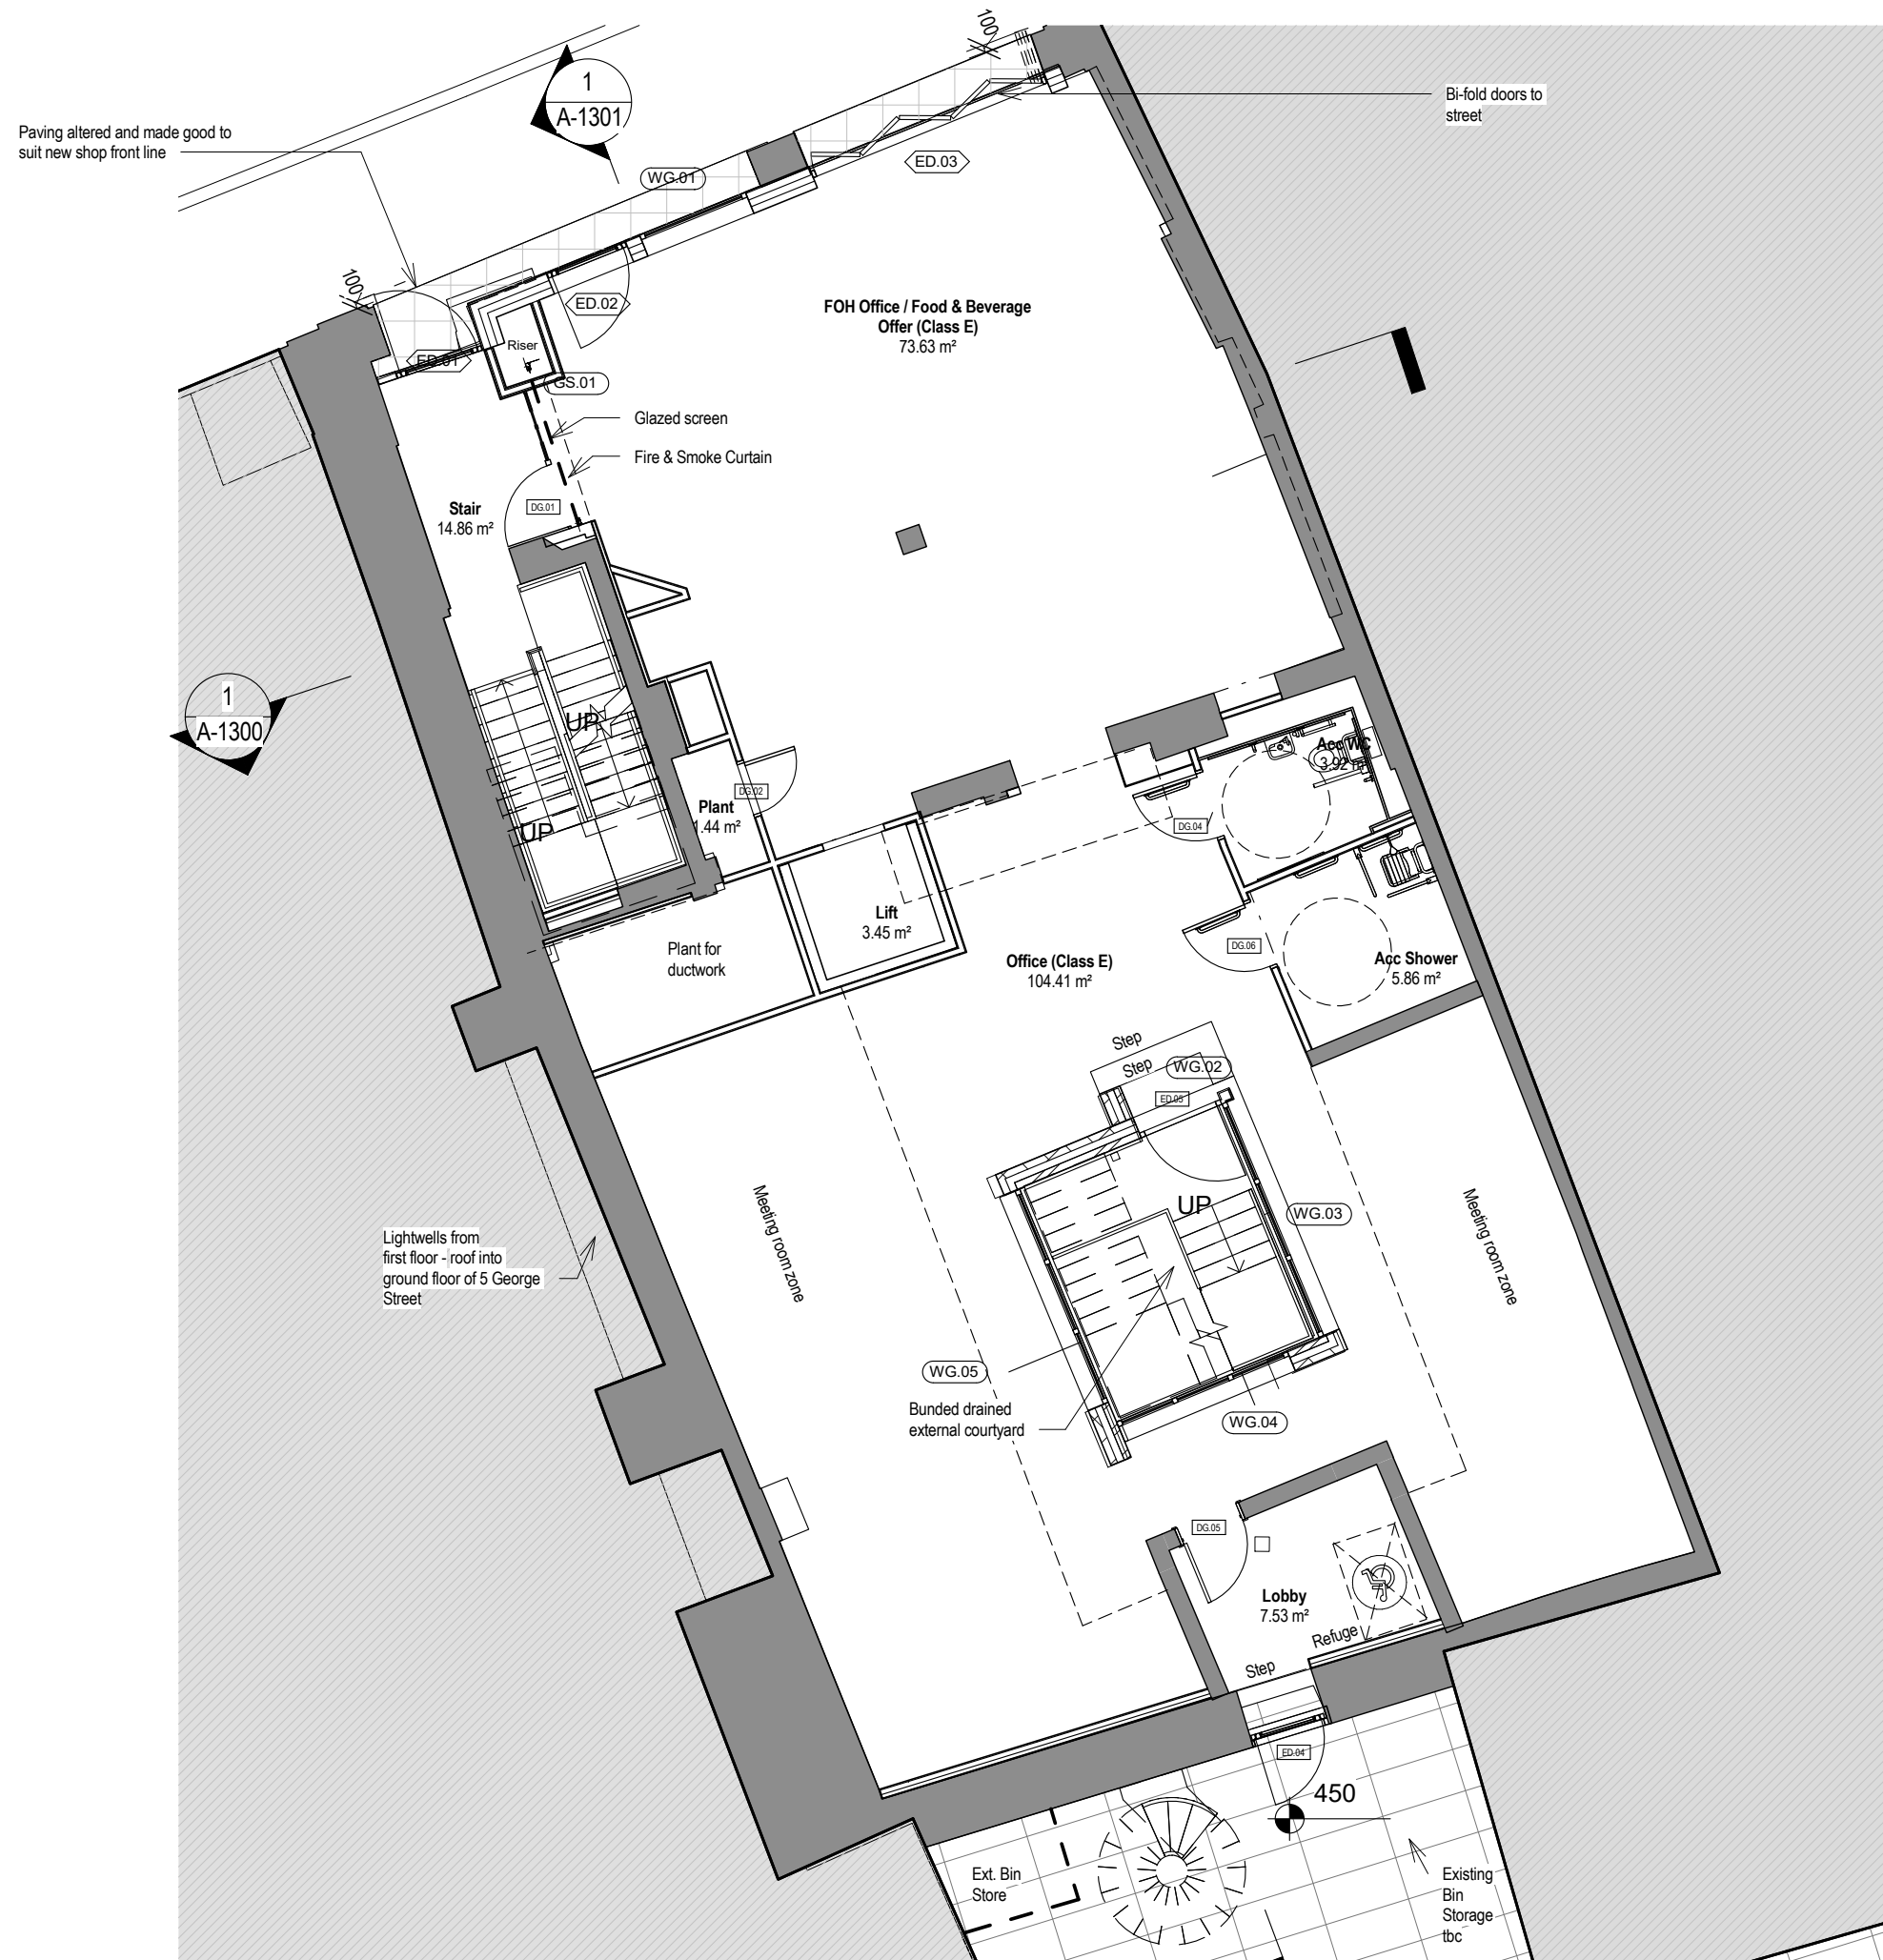 100
1
A-1301
Bi-fold doors to
street
Paving altered and made good to
suit new shop front line
ED.03
WG.01
100
ED.02
FOH Office / Food & Beverage
Offer (Class E)
73.63 m²
Riser
ED.01
GS.01
Glazed screen
Fire & Smoke Curtain
Stair
14.86 m²
DG.01
1
A-1300
UP
UP
Acc WC
3.92 m²
DG.02
Plant
1.44 m²
DG.04
Lift
3.45 m²
Plant for
ductwork
DG.06
Office (Class E)
104.41 m²
Acc Shower
5.86 m²
Step
Step
WG.02
ED.05
Meeting room zone
UP
WG.03
Meeting room zone
Lightwells from
first floor - roof into
ground floor of 5 George
Street
WG.05
Bunded drained
external courtyard
WG.04
DG.05
Lobby
7.53 m²
Refuge
Step
ED.04
450
Ext. Bin
Store
Existing
Bin
Storage
tbc